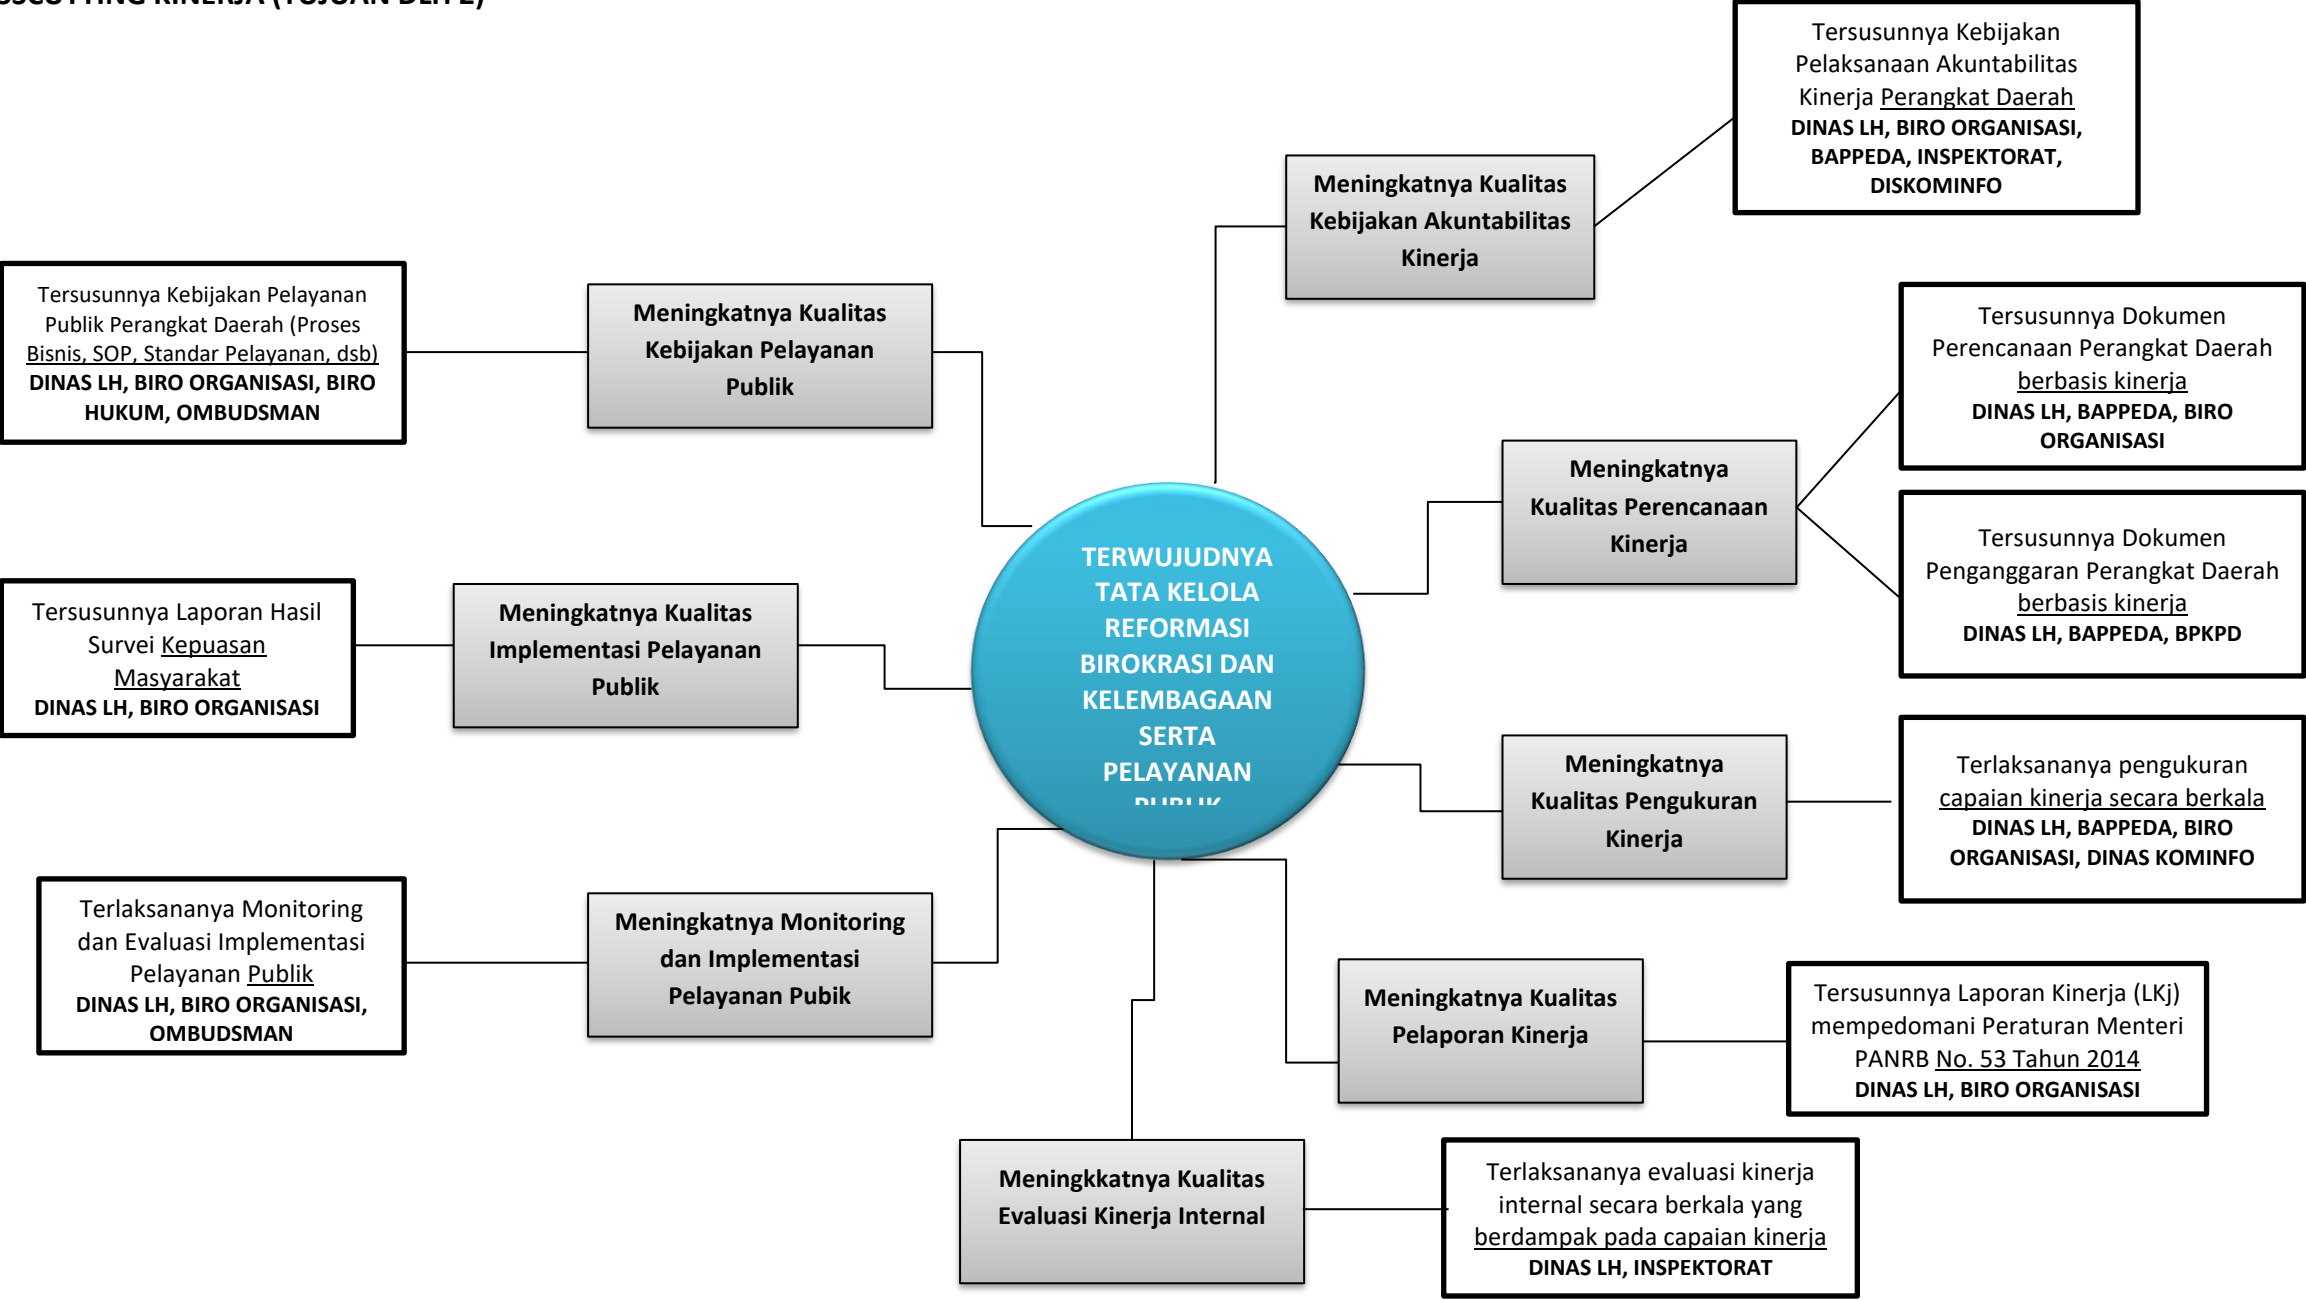 KINERJA (TUJUAN DLH 2)
Tersusunnya Kebijakan
Pelaksanaan Akuntabilitas
Kinerja Perangkat Daerah
DINAS LH, BIRO ORGANISASI,
BAPPEDA, INSPEKTORAT,
DISKOMINFO
Meningkatnya Kualitas
Kebijakan Akuntabilitas
Kinerja
Tersusunnya Kebijakan Pelayanan
Publik Perangkat Daerah (Proses
Bisnis, SOP, Standar Pelayanan, dsb)
DINAS LH, BIRO ORGANISASI, BIRO
HUKUM, OMBUDSMAN
Meningkatnya Kualitas
Kebijakan Pelayanan
Publik
Tersusunnya Dokumen
Perencanaan Perangkat Daerah
berbasis kinerja
DINAS LH, BAPPEDA, BIRO
ORGANISASI
Meningkatnya
Kualitas Perencanaan
Kinerja
Tersusunnya Dokumen
Penganggaran Perangkat Daerah
berbasis kinerja
DINAS LH, BAPPEDA, BPKPD
TERWUJUDNYA
TATA KELOLA
REFORMASI
BIROKRASI DAN
KELEMBAGAAN
SERTA
PELAYANAN
PUBLIK
Tersusunnya Laporan Hasil
Survei Kepuasan
Masyarakat
DINAS LH, BIRO ORGANISASI
Meningkatnya Kualitas
Implementasi Pelayanan
Publik
Meningkatnya
Kualitas Pengukuran
Kinerja
Terlaksananya pengukuran
capaian kinerja secara berkala
DINAS LH, BAPPEDA, BIRO
ORGANISASI, DINAS KOMINFO
Terlaksananya Monitoring
dan Evaluasi Implementasi
Pelayanan Publik
DINAS LH, BIRO ORGANISASI,
OMBUDSMAN
Meningkatnya Monitoring
dan Implementasi
Pelayanan Pubik
Meningkatnya Kualitas
Pelaporan Kinerja
Tersusunnya Laporan Kinerja (LKj)
mempedomani Peraturan Menteri
PANRB No. 53 Tahun 2014
DINAS LH, BIRO ORGANISASI
Meningkkatnya Kualitas
Evaluasi Kinerja Internal
Terlaksananya evaluasi kinerja
internal secara berkala yang
berdampak pada capaian kinerja
DINAS LH, INSPEKTORAT